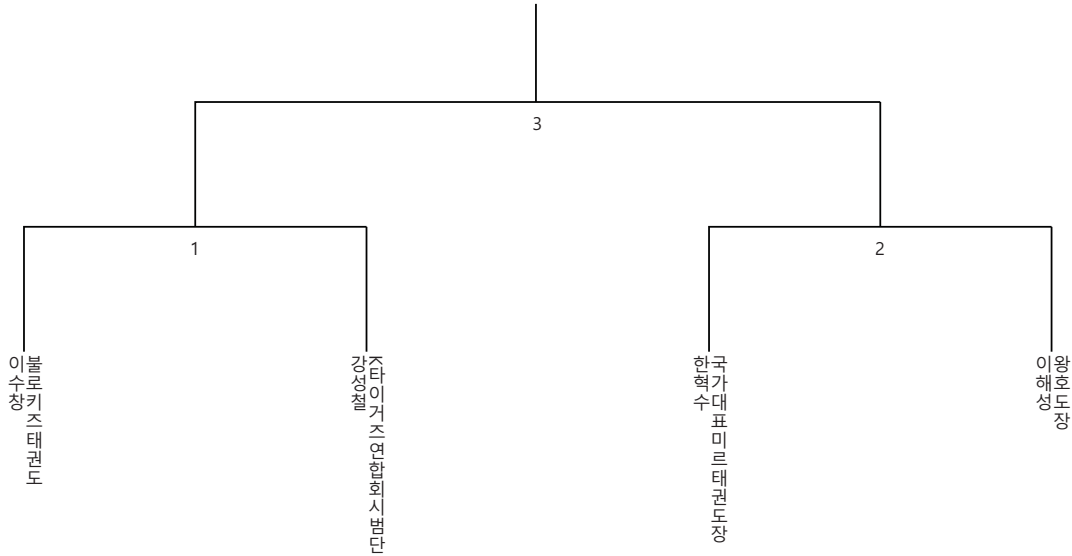 3
1
2
이수창
불로키즈태권도
강성철
K타이거즈연합회시범단
한혁수
국가대표미르태권도장
이해성
왕호도장